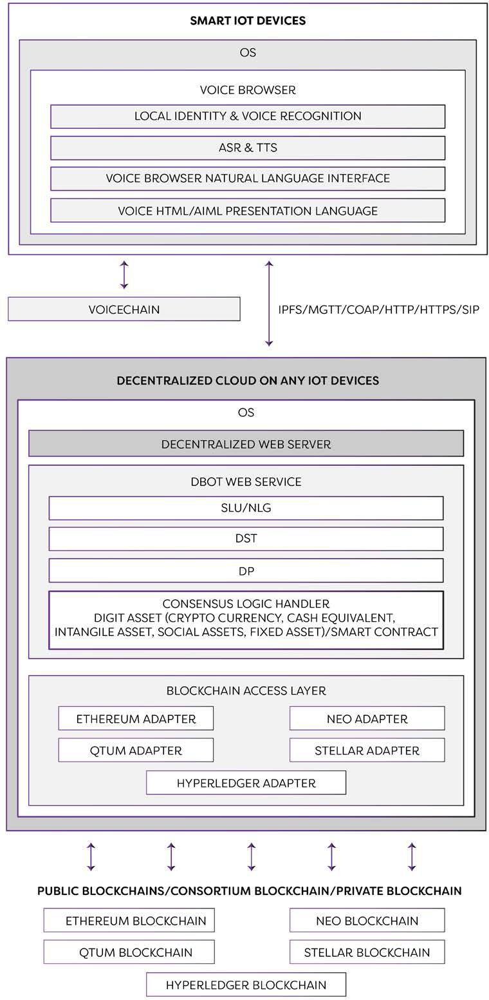 SMART IOT DEVICES
OS
VOICE BROWSER
LOCAL IDENTITY & VOICE RECOGNITION
ASR & TTS
VOICE BROWSER NATURAL LANGUAGE INTERFACE
VOICE HTML/AIML PRESENTATION LANGUAGE
VOICECHAIN
IPFS/MGTT/COAP/HTTP/HTTPS/SIP
DECENTRALIZED CLOUD ON ANY IOT DEVICES
OS
DECENTRALIZED WEB SERVER
DBOT WEB SERVICE
SLU/NLG
DST
DP
CONSENSUS LOGIC HANDLER
DIGIT ASSET (CRYPTO CURRENCY, CASH EQUIVALENT,
INTANGILE ASSET, SOCIAL ASSETS, FIXED ASSET)/SMART CONTRACT
BLOCKCHAIN ACCESS LAYER
ETHEREUM ADAPTER
NEO ADAPTER
QTUM ADAPTER
STELLAR ADAPTER
HYPERLEDGER ADAPTER
PUBLIC BLOCKCHAINS/CONSORTIUM BLOCKCHAIN/PRIVATE BLOCKCHAIN
ETHEREUM BLOCKCHAIN
NEO BLOCKCHAIN
QTUM BLOCKCHAIN
STELLAR BLOCKCHAIN
HYPERLEDGER BLOCKCHAIN